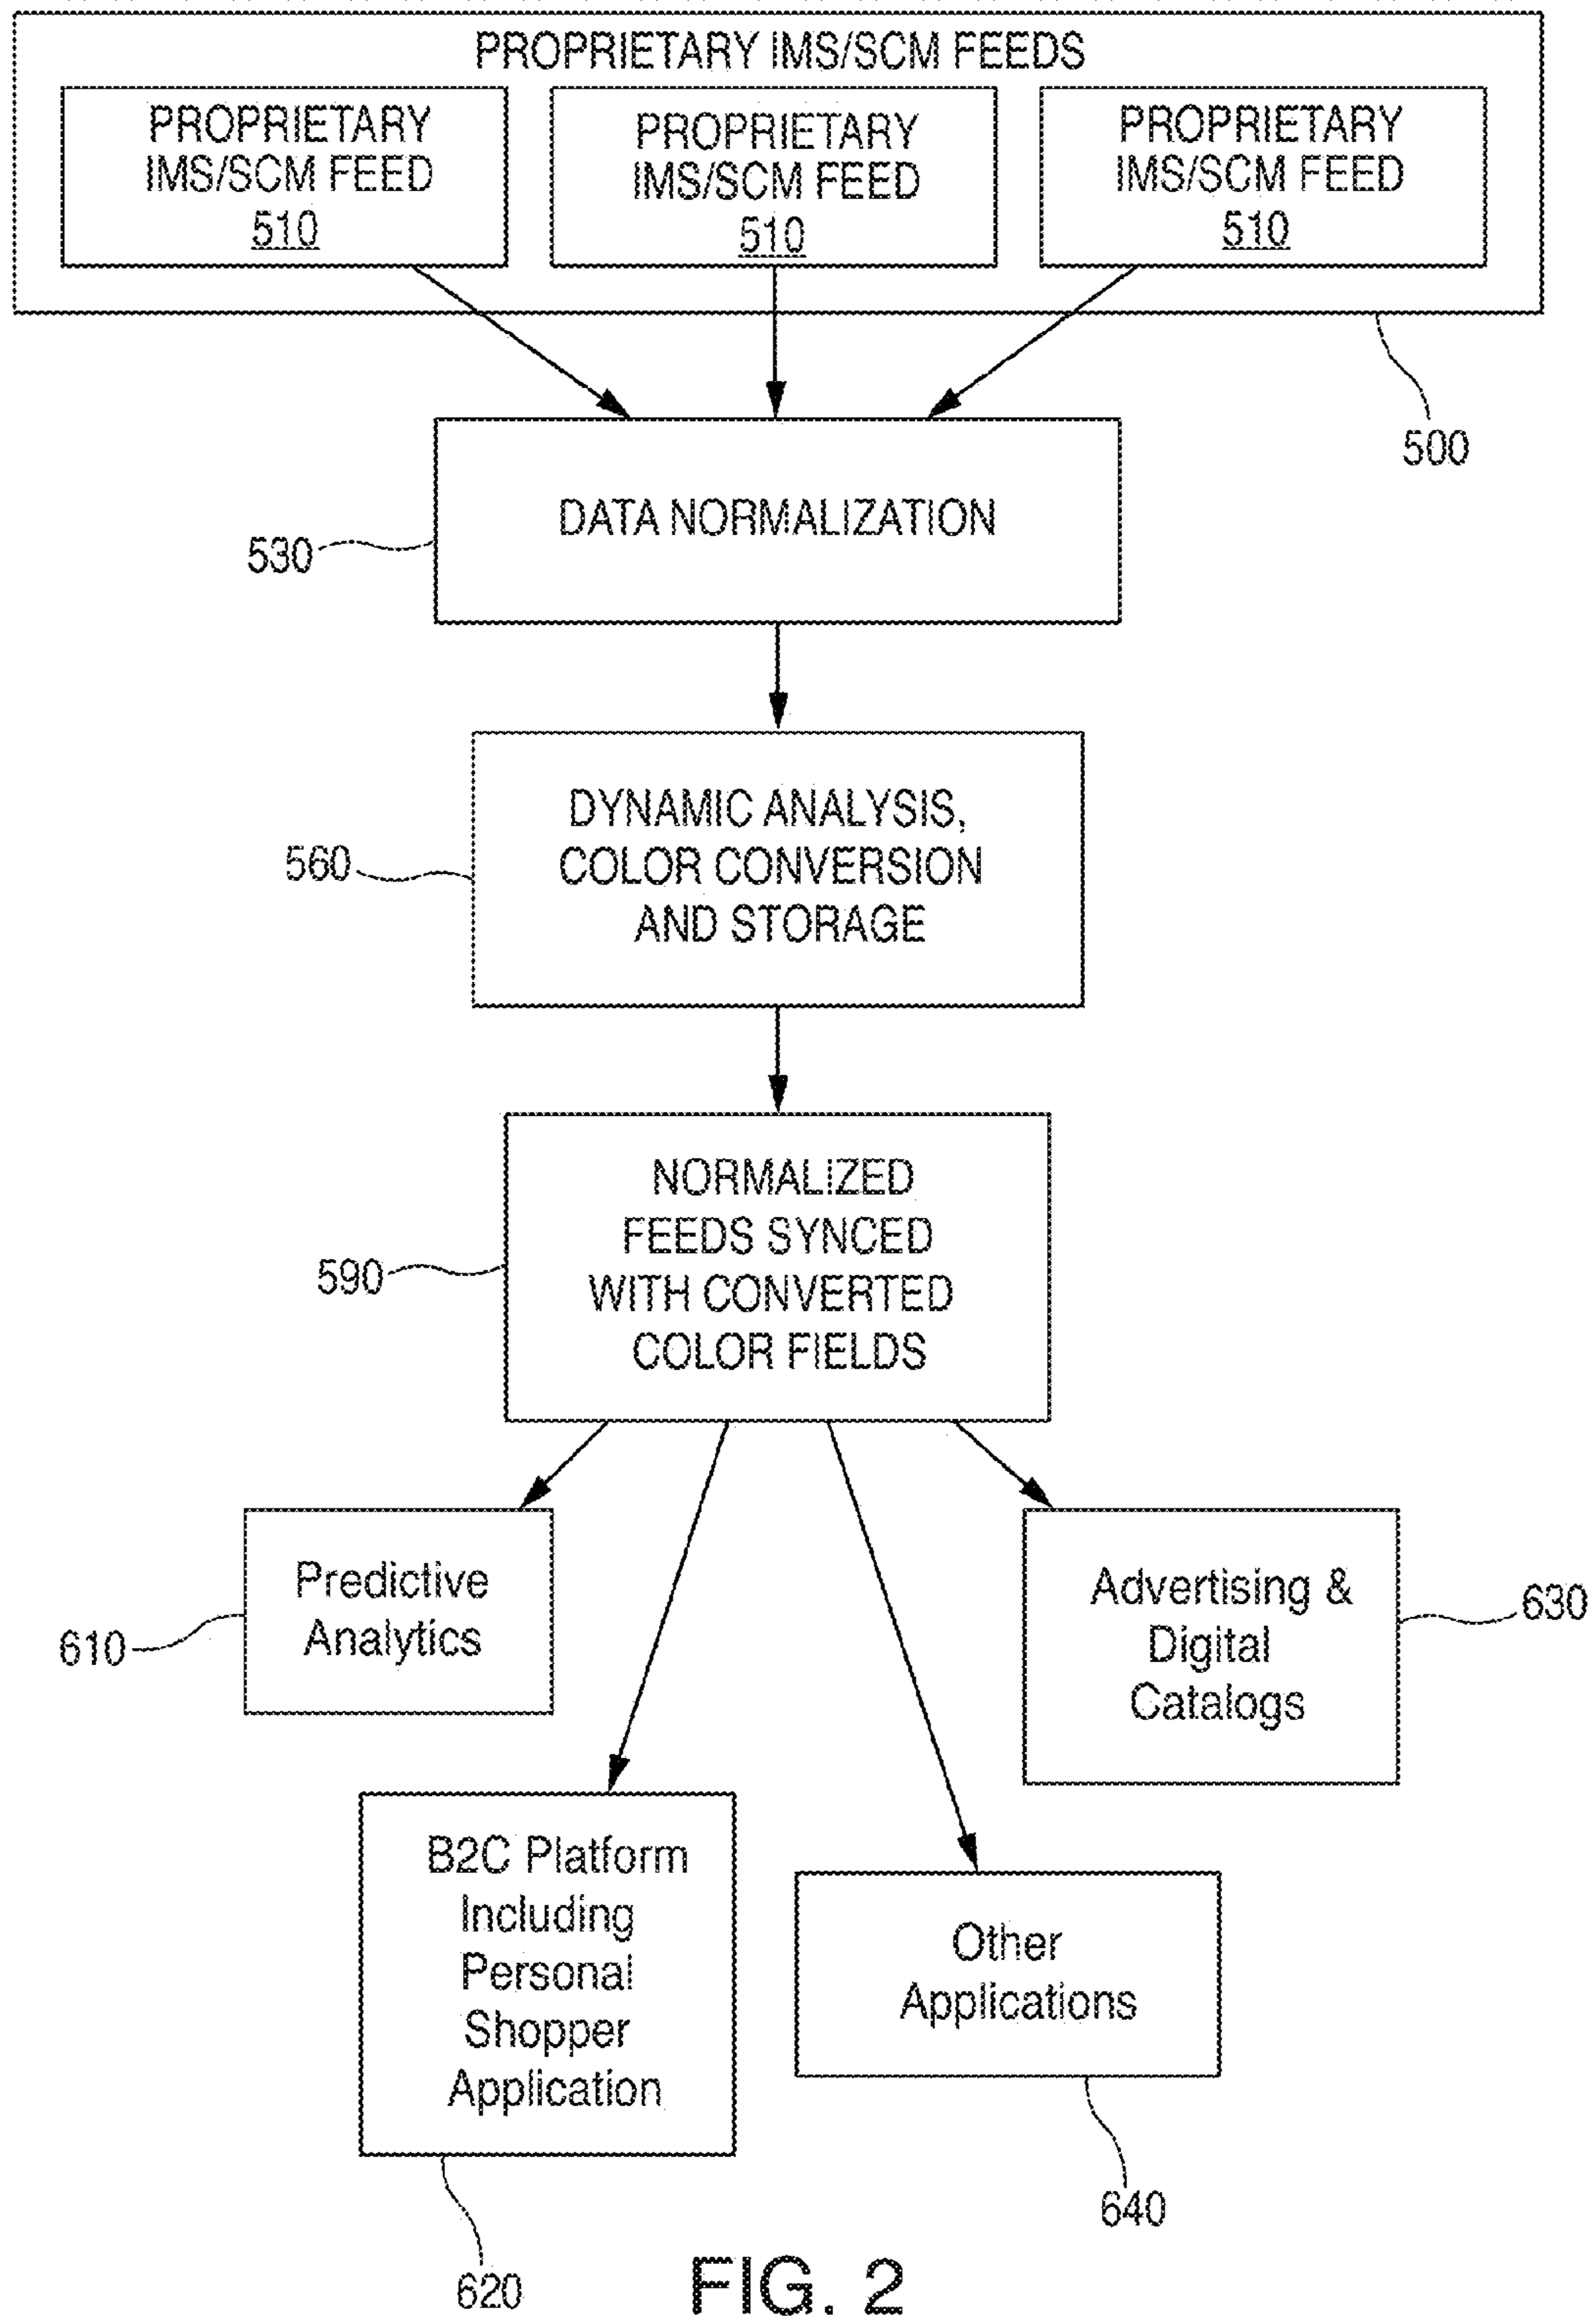 PROPRIETARY IMS/SCM FEEDS
PROPRIETARY
IMS/SCM FEED
510
PROPRIETARY
IMS/SCM FEED
510
PROPRIETARY
IMS/SCM FEED
510
500
DATA NORMALIZATION
530
DYNAMIC ANALYSIS,
COLOR CONVERSION
AND STORAGE
560
NORMALIZED
FEEDS SYNCED
WITH CONVERTED
COLOR FIELDS
590
Predictive
Analytics
610
Advertising &
Digital
Catalogs
630
B2C Platform
Including
Personal
Shopper
Application
620
Other
Applications
640
FIG. 2